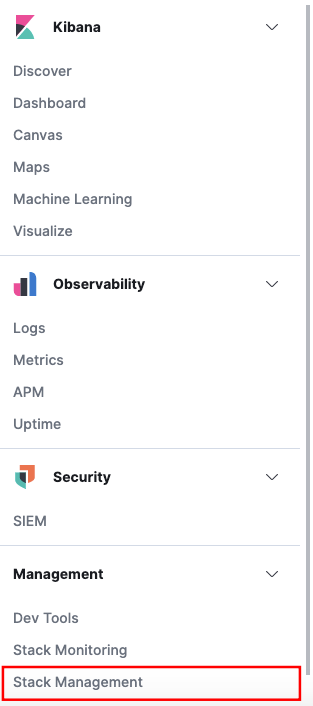 Kibana
Discover
Dashboard
Canvas
Maps
Machine Learning
Visualize
Observability
Logs
Metrics
APM
Uptime
Security
SIEM
Management
Dev Tools
Stack Monitoring
Stack Management